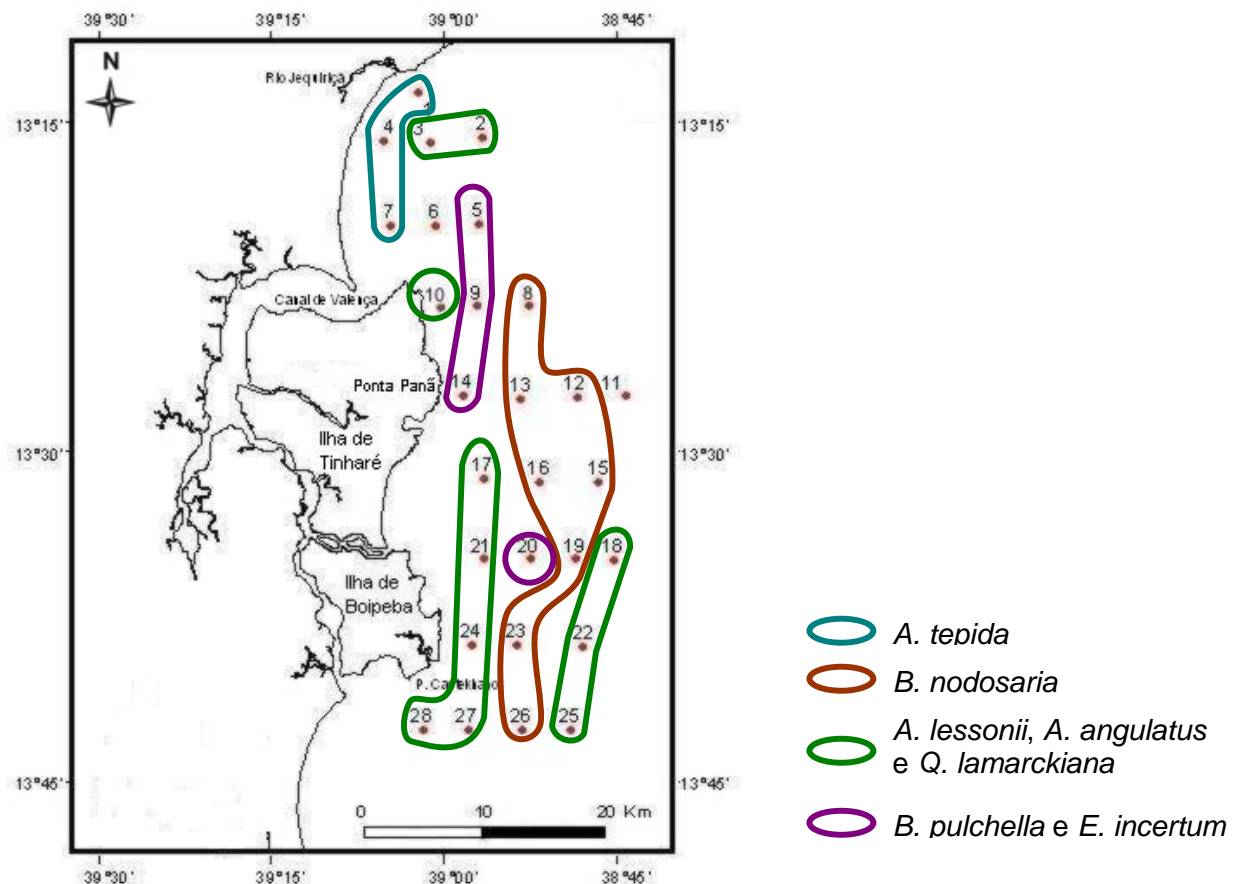 39°30' 39°15' 39°00' 38°45'
N
Rio Jequiriçã
13°15' 13°15'
1
4 3 2
7 6 5
Canal de Valença 10 9 8
Ponta Panã 14 13 12 11
Ilha de
Tinharé
13°30' 13°30'
17 16 15
21 20 19 18
Ilha de
Boipeba
24 23 22
28 27 26 25
13°45' 13°45'
0 10 20 Km
39°30' 39°15' 39°00' 38°45'
A. tepida
B. nodosaria
A. lessonii, A. angulatus
e Q. lamarckiana
B. pulchella e E. incertum